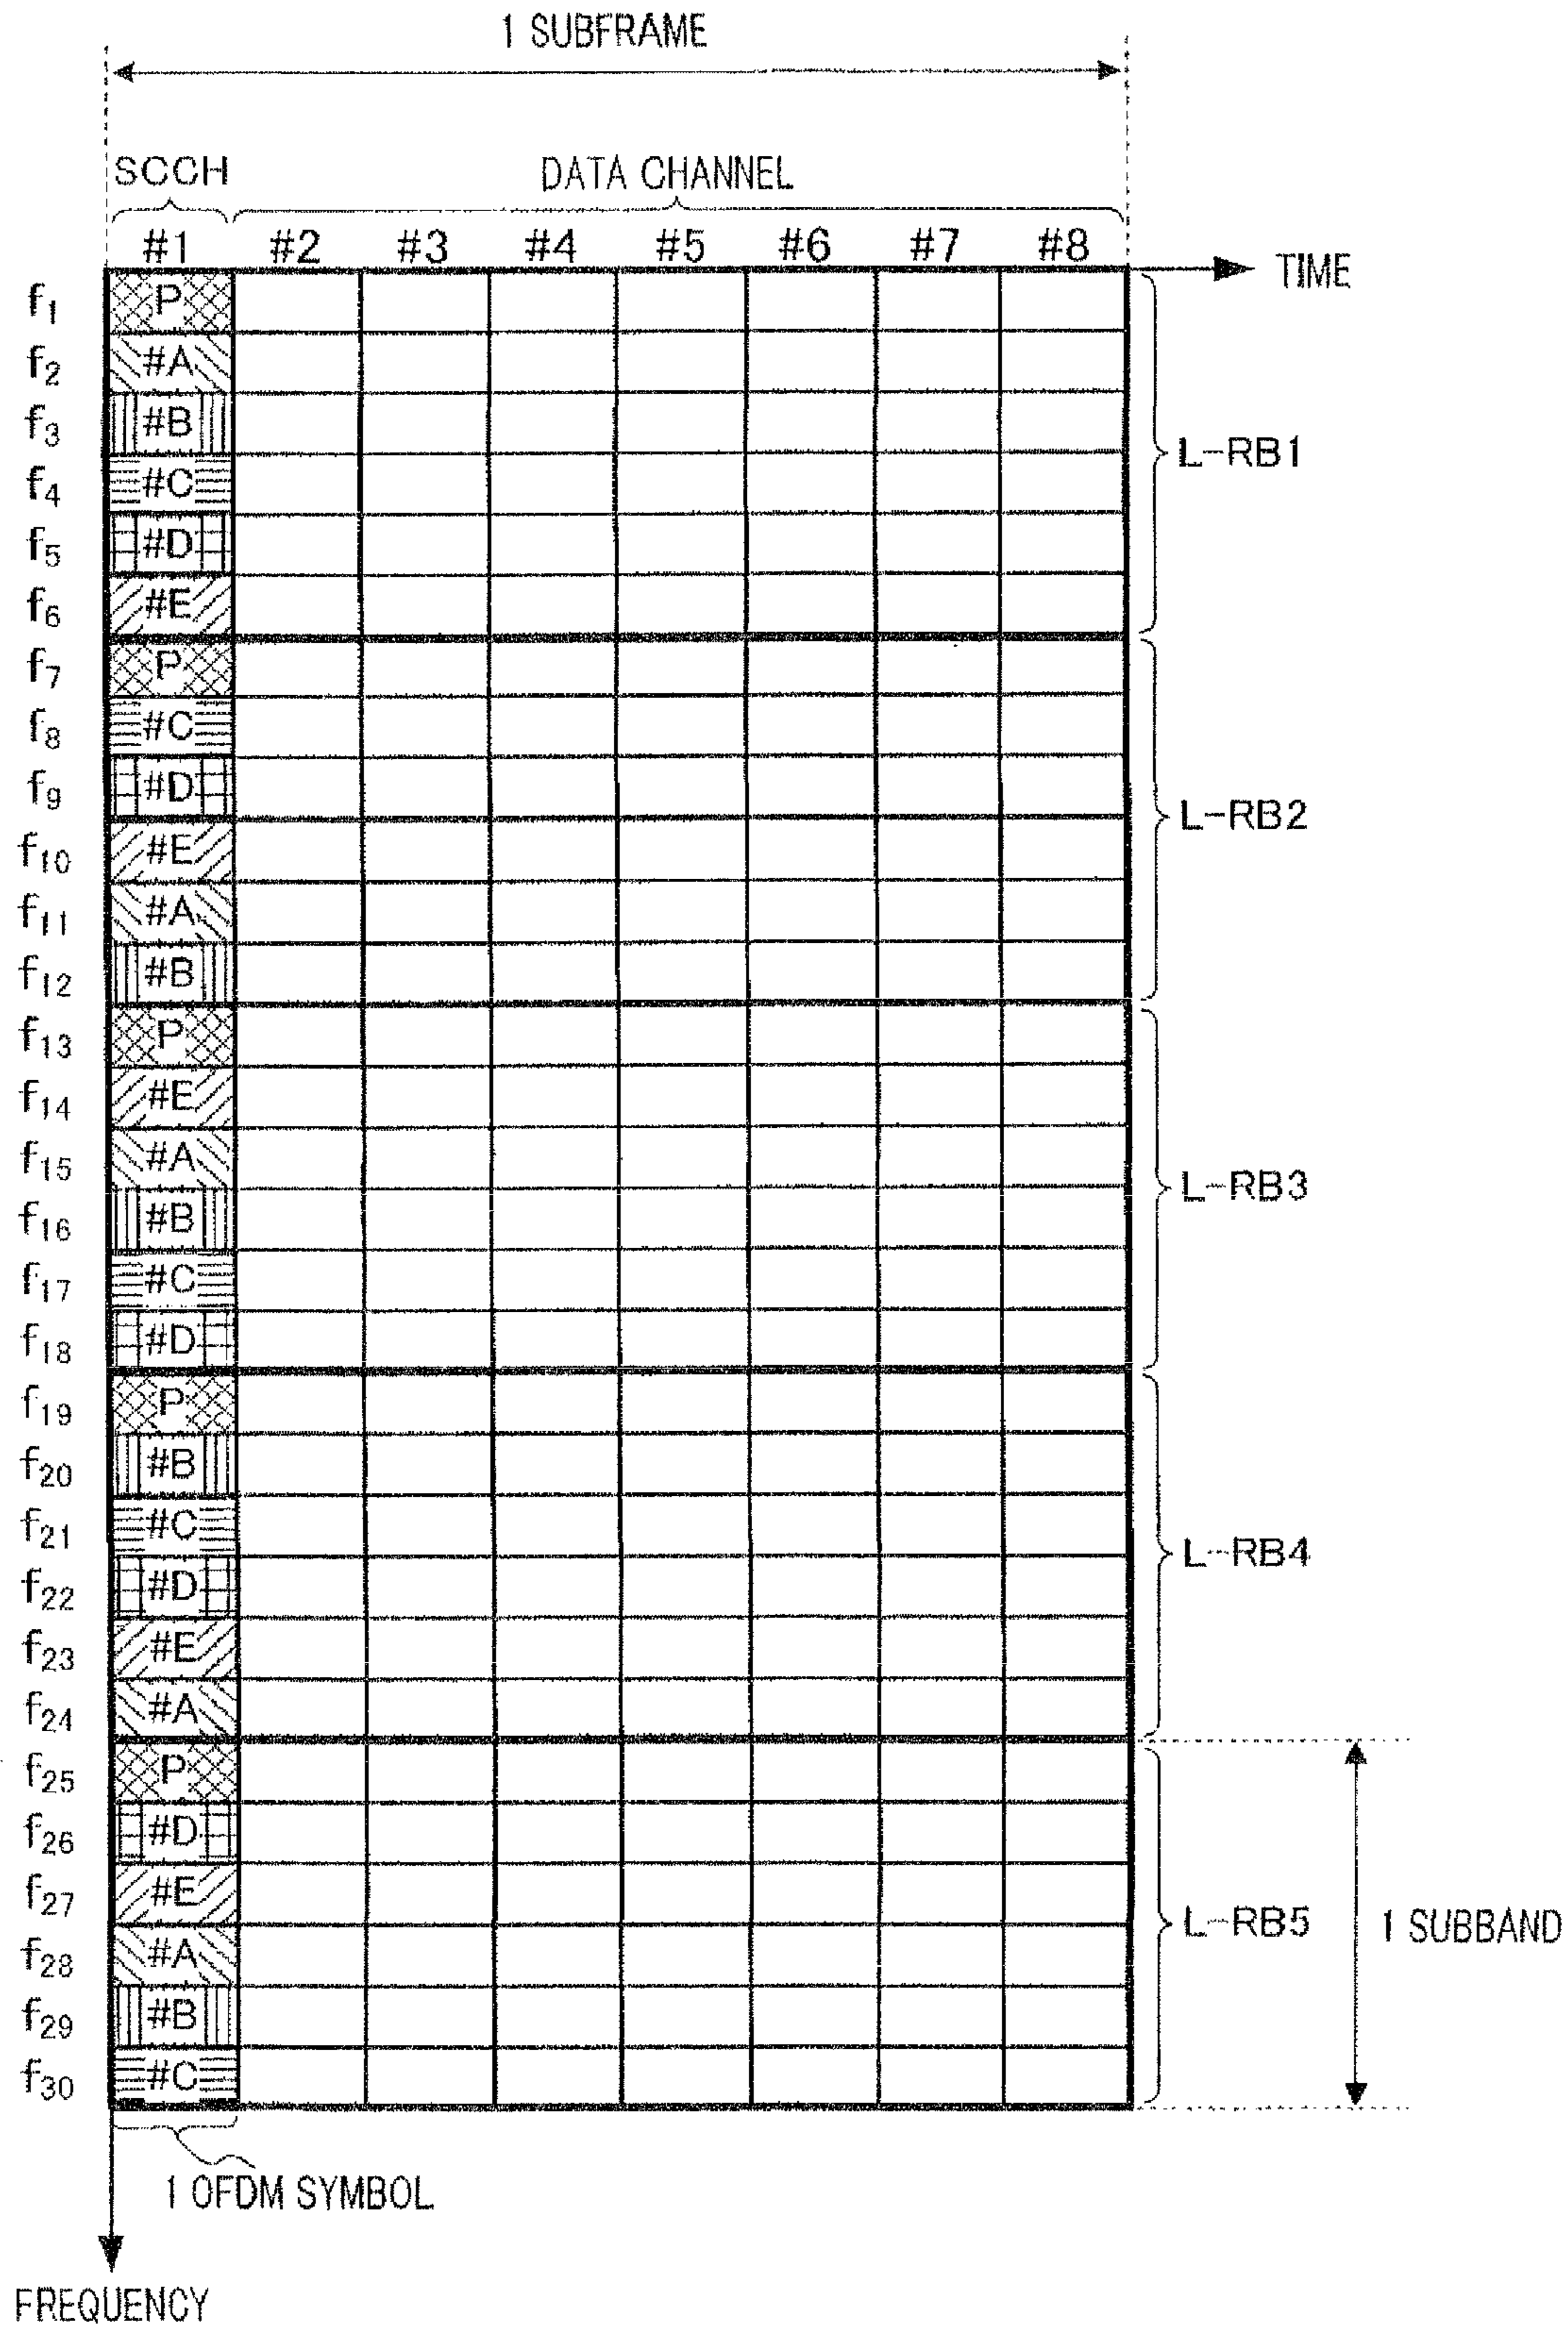 1 SUBFRAME
SCCH DATA CHANNEL
#1 #2 #3 #4 #5 #6 #7 #8
TIME
f1 P
f2 #A
f3 #B
L-RB1
f4 #C
f5 #D
f6 #E
f7 P
f8 #C
f9 #D
L-RB2
f10 #E
f11 #A
f12 #B
f13 P
f14 #E
f15 #A
L-RB3
f16 #B
f17 #C
f18 #D
f19 P
f20 #B
f21 #C
L-RB4
f22 #D
f23 #E
f24 #A
f25 P
f26 #D
f27 #E
L-RB5 1 SUBBAND
f28 #A
f29 #B
f30 #C
1 OFDM SYMBOL
FREQUENCY